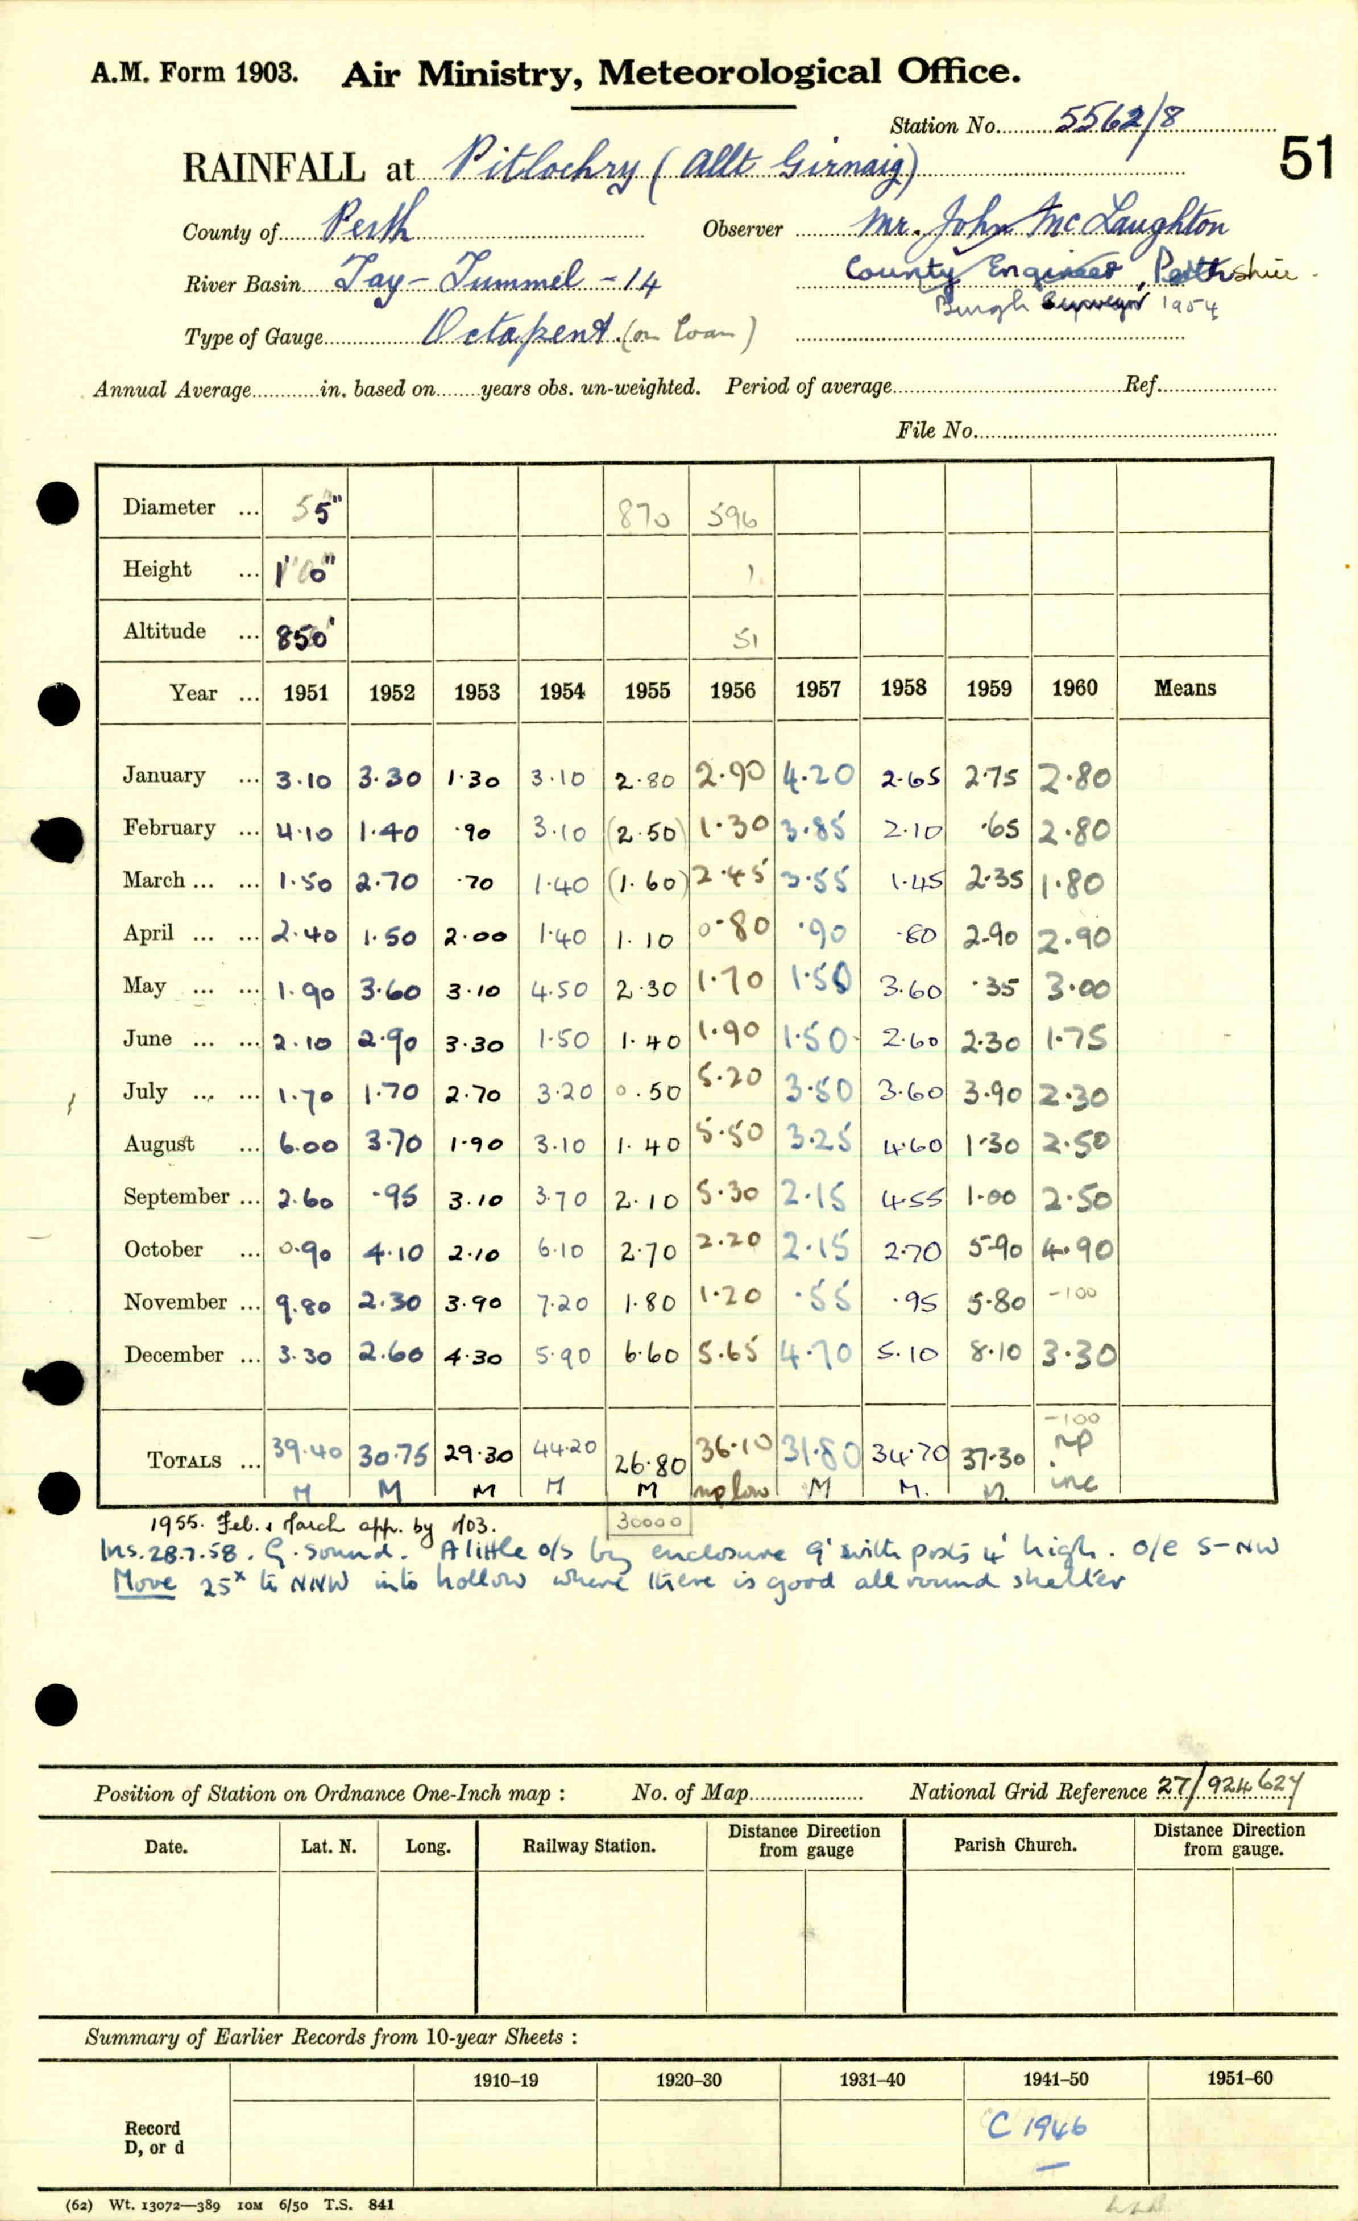 A.M. Form 1903. Air Ministry, Meteorological Office.
Station No. 5562/8
51
RAINFALL at Pitlochry (Allt Girnaig)
County of Perth Observer Mr. John McLaughton
River Basin Tay - Tummel - 14 County Engineer, Perthshire.
Burgh Surveyor 1954
Type of Gauge Octapent. (on loan)
Annual Average in. based on years obs. un-weighted. Period of average Ref.
File No.
Diameter ... 5" 870 596
Height ... 1' 0" 1
Altitude ... 850' 51
Year ... 1951 1952 1953 1954 1955 1956 1957 1958 1959 1960 Means
January ... 3.10 3.30 1.30 3.10 2.80 2.90 4.20 2.65 2.75 2.80
February ... 4.10 1.40 .90 3.10 (2.50) 1.30 3.85 2.10 .65 2.80
March ... ... 1.50 2.70 .70 1.40 (1.60) 2.45 3.55 1.45 2.35 1.80
April ... ... 2.40 1.50 2.00 1.40 1.10 0.80 .90 .80 2.90 2.90
May ... ... 1.90 3.60 3.10 4.50 2.30 1.70 1.50 3.60 .35 3.00
June ... ... 2.10 2.90 3.30 1.50 1.40 1.90 1.50 2.60 2.30 1.75
July ... ... 1.70 1.70 2.70 3.20 0.50 5.20 3.50 3.60 3.90 2.30
August ... 6.00 3.70 1.90 3.10 1.40 5.50 3.25 4.60 1.30 2.50
September ... 2.60 .95 3.10 3.70 2.10 5.30 2.15 4.55 1.00 2.50
October ... 0.90 4.10 2.10 6.10 2.70 2.20 2.15 2.70 5.90 4.90
November ... 9.80 2.30 3.90 7.20 1.80 1.20 .55 .95 5.80 -100
December ... 3.30 2.60 4.30 5.90 6.60 5.65 4.70 5.10 8.10 3.30
-100
TOTALS ... 39.40 30.75 29.30 44.20 26.80 36.10 31.80 34.70 37.30 np
M M M M M np low M M. M. inc
30000
1955. Feb. & March app. by M03.
Ins. 28.7.58. G. Sound. A little o/s by enclosure 9' with posts 4' high. o/e S-NW
Move 25x to NNW into hollow where there is good all round shelter
Position of Station on Ordnance One-Inch map : No. of Map National Grid Reference 27/924624
Date. Lat. N. Long. Railway Station. Distance Direction from gauge Parish Church. Distance Direction from gauge.
Summary of Earlier Records from 10-year Sheets :
1910–19 1920–30 1931–40 1941–50 1951–60
Record
D, or d
C 1946
(62) Wt. 13072—389 10M 6/50 T.S. 841